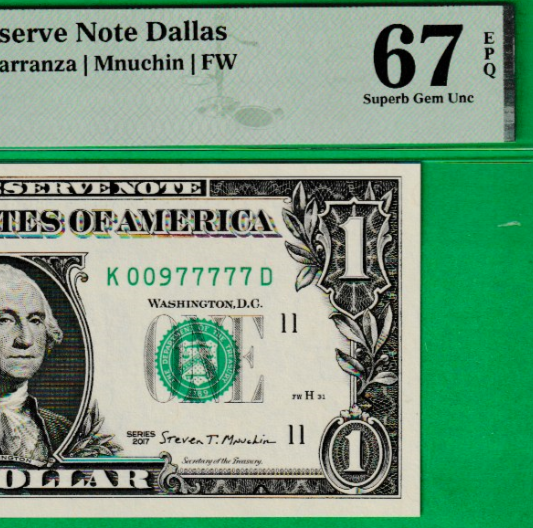 serve Note Dallas
arranza | Mnuchin | FW
67
EPQ
Superb Gem Unc
SERVE NOTE
TES OF AMERICA
1
K 00977777 D
WASHINGTON, D.C.
ONE
11
FW H 31
SERIES
2017
Steven T. Mnuchin
11
Secretary of the Treasury.
1
OLLAR